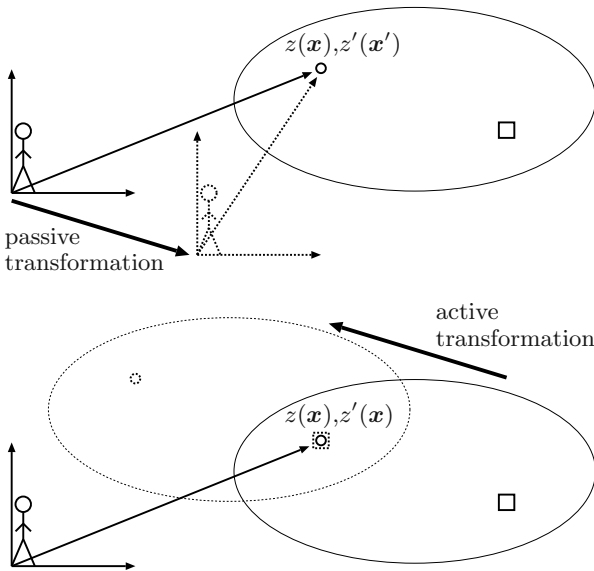 z(x),z′(x′)
passive
transformation
active
transformation
z(x),z′(x)